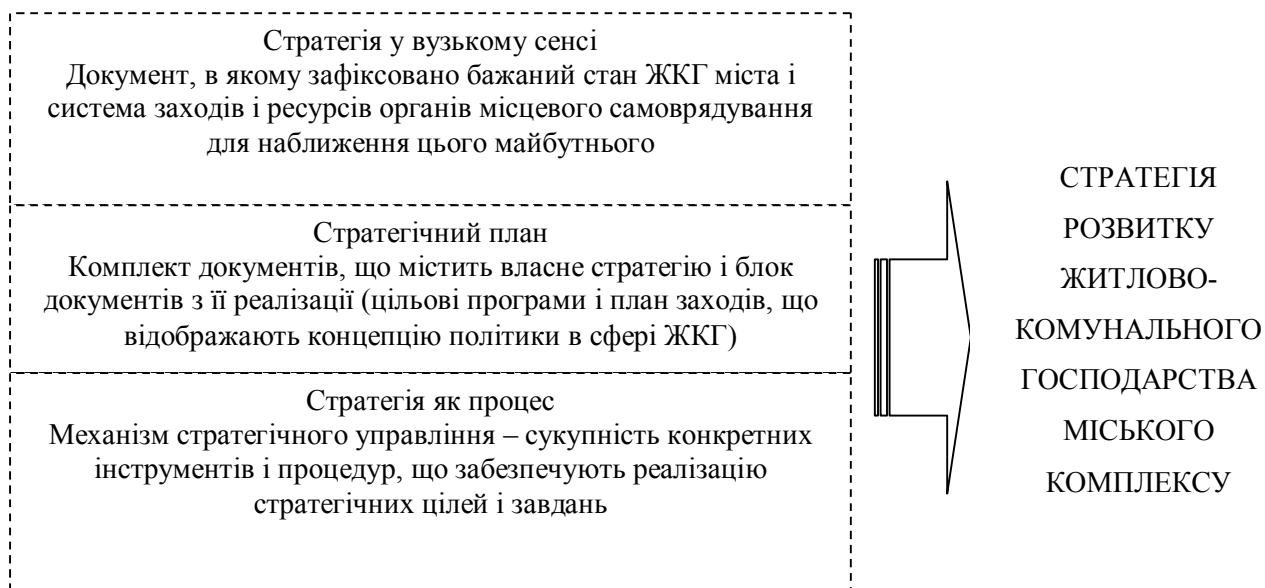 Стратегія у вузькому сенсі
Документ, в якому зафіксовано бажаний стан ЖКГ міста і
система заходів і ресурсів органів місцевого самоврядування
для наближення цього майбутнього
Стратегічний план
Комплект документів, що містить власне стратегію і блок
документів з її реалізації (цільові програми і план заходів, що
відображають концепцію політики в сфері ЖКГ)
Стратегія як процес
Механізм стратегічного управління – сукупність конкретних
інструментів і процедур, що забезпечують реалізацію
стратегічних цілей і завдань
СТРАТЕГІЯ
РОЗВИТКУ
ЖИТЛОВО-
КОМУНАЛЬНОГО
ГОСПОДАРСТВА
МІСЬКОГО
КОМПЛЕКСУ